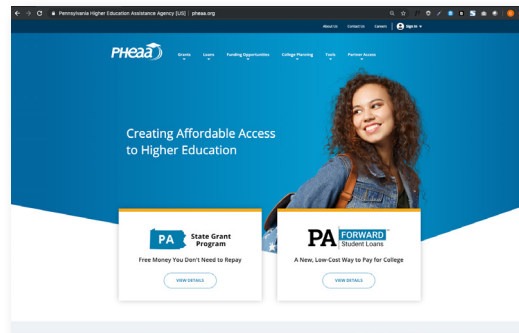 Pennsylvania Higher Education Assistance Agency [US] | pheaa.org
About Us Contact Us Careers Sign In
PHEAA Grants Loans Funding Opportunities College Planning Tools Partner Access
Creating Affordable Access
to Higher Education
PA State Grant
Program
Free Money You Don't Need to Repay
VIEW DETAILS
PA FORWARD
Student Loans
A New, Low-Cost Way to Pay for College
VIEW DETAILS